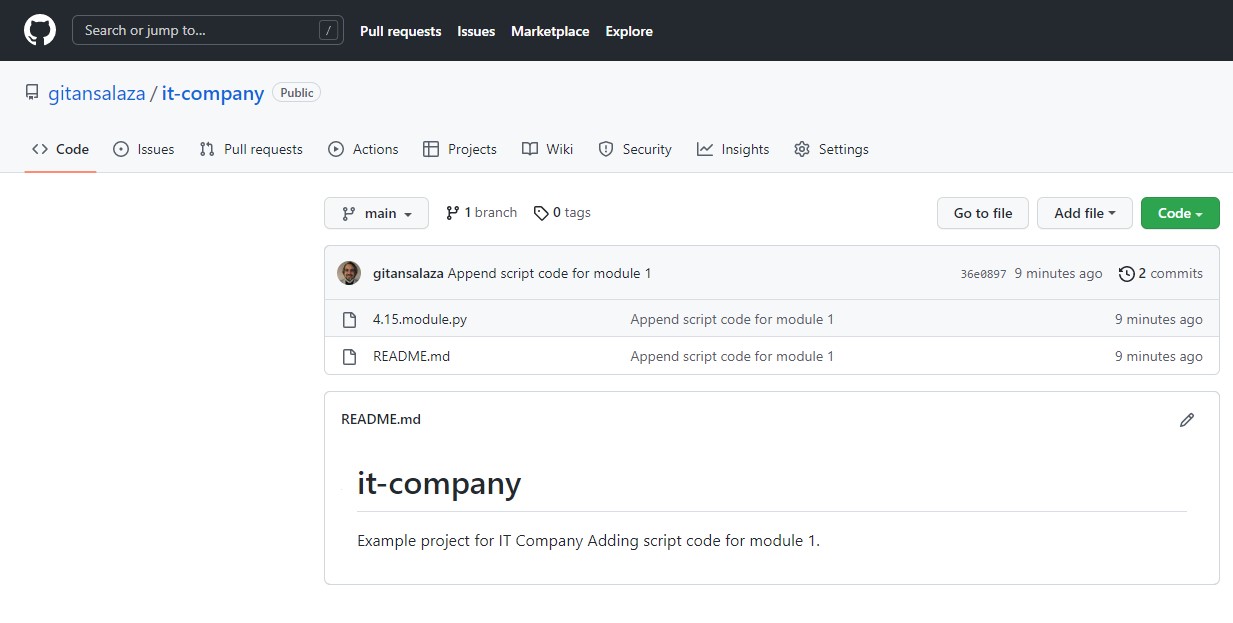 Search or jump to... / Pull requests Issues Marketplace Explore
gitansalaza / it-company Public
Code Issues Pull requests Actions Projects Wiki Security Insights Settings
main 1 branch 0 tags Go to file Add file Code
gitansalaza Append script code for module 1 36e0897 9 minutes ago 2 commits
4.15.module.py Append script code for module 1 9 minutes ago
README.md Append script code for module 1 9 minutes ago
README.md
it-company
Example project for IT Company Adding script code for module 1.